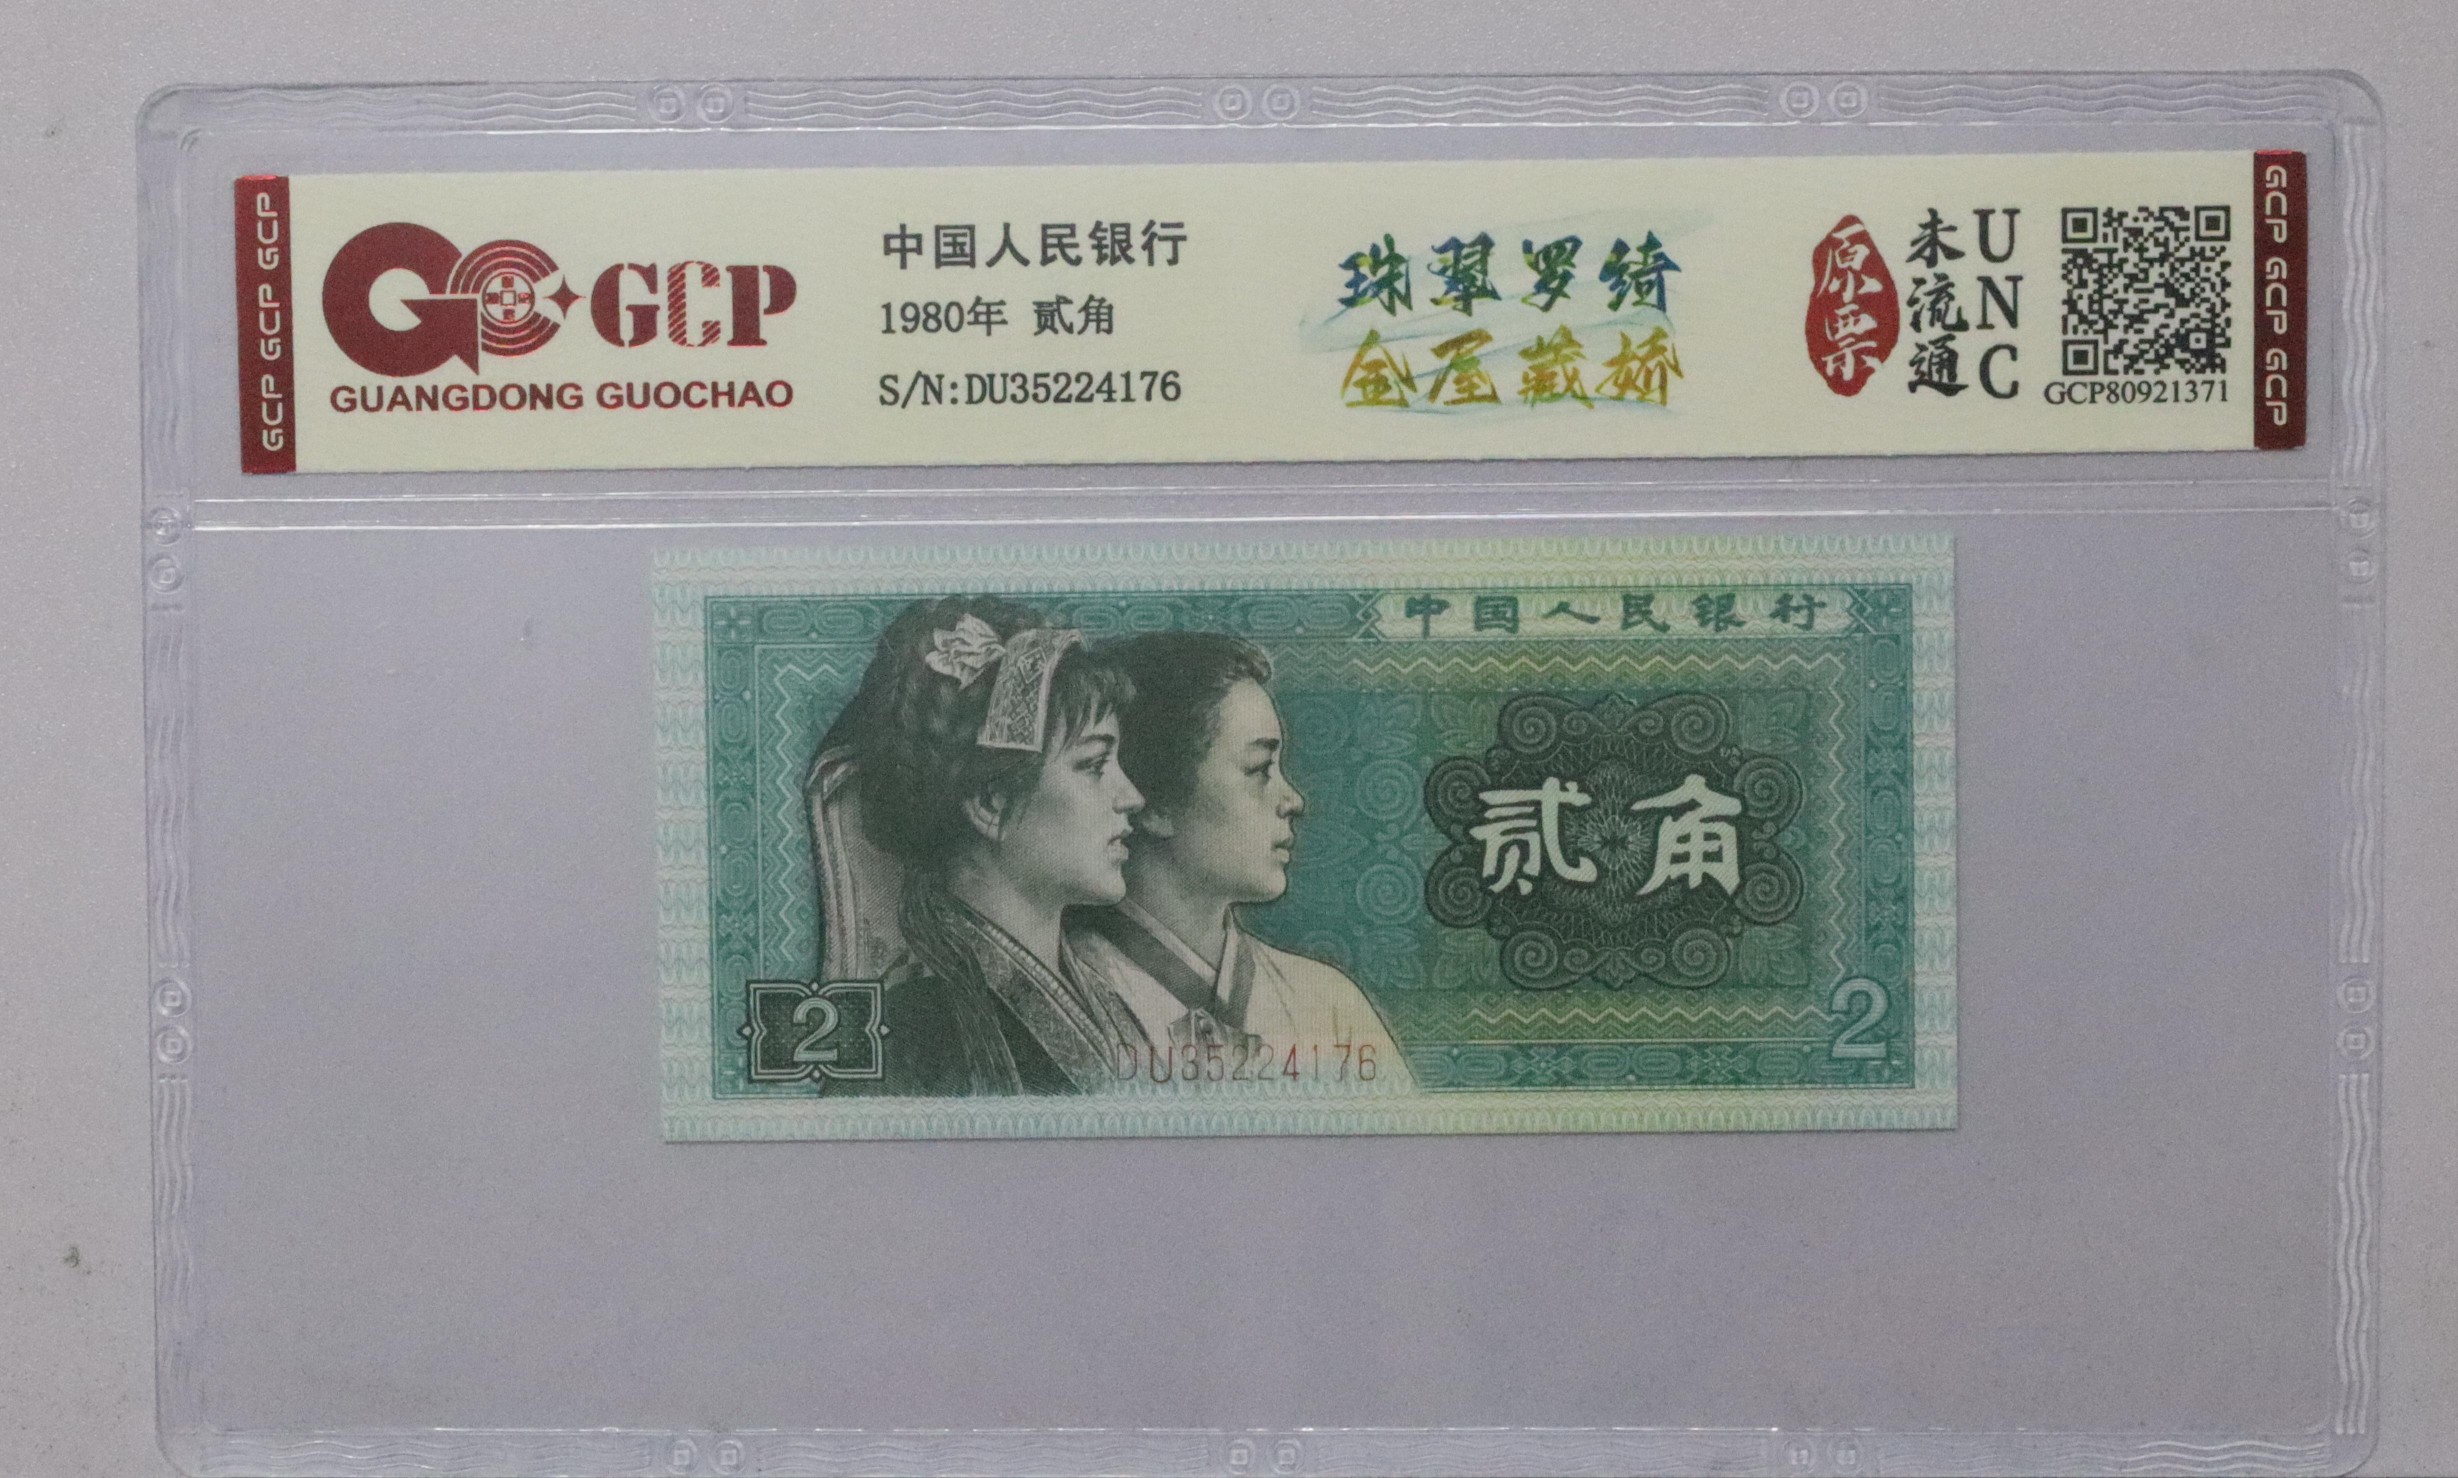 GCP GCP GCP
GCP
GUANGDONG GUOCHAO
中国人民银行
1980年 贰角
S/N:DU35224176
珠翠罗绮
金屋藏娇
原票
未流通
UNC
GCP80921371
GCP GCP GCP
中国人民银行
贰角
2
2
DU35224176